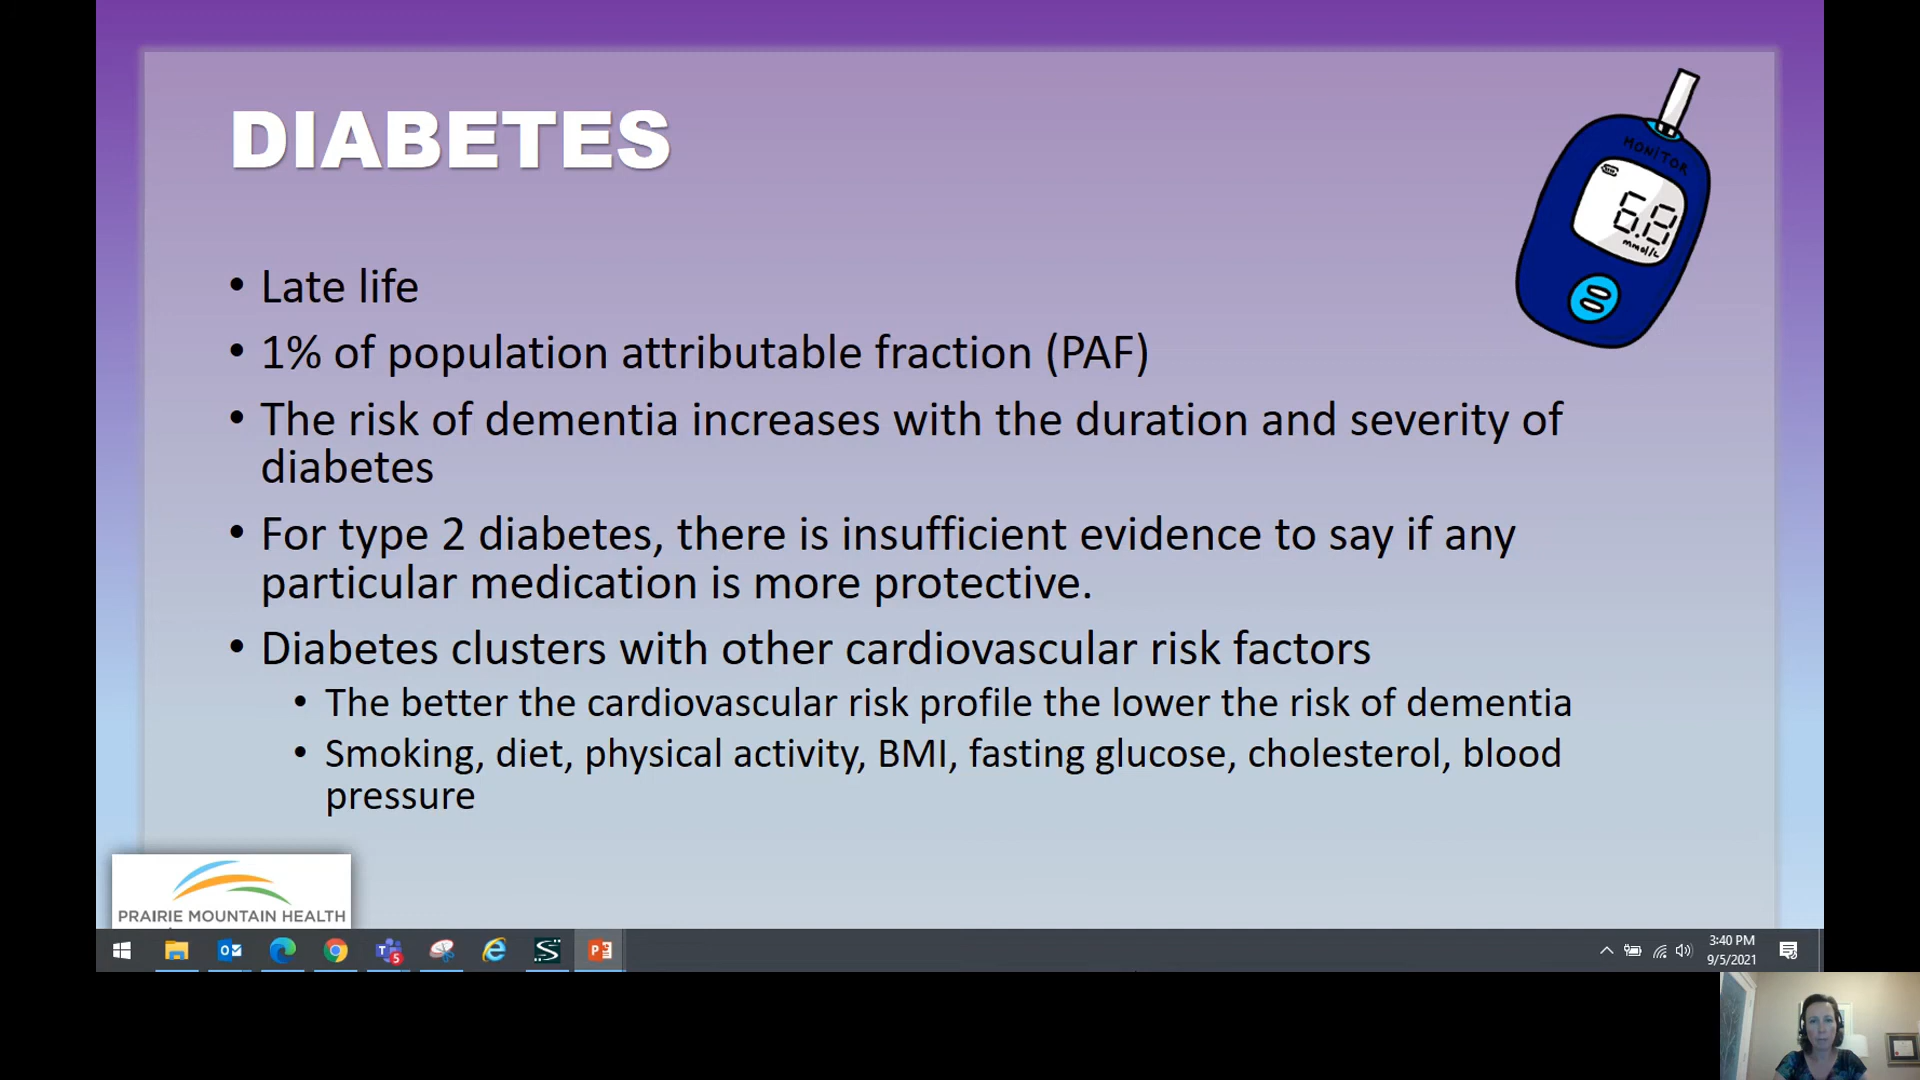 DIABETES
MONITOR
6.8
mmol/L
• Late life
• 1% of population attributable fraction (PAF)
• The risk of dementia increases with the duration and severity of
diabetes
• For type 2 diabetes, there is insufficient evidence to say if any
particular medication is more protective.
• Diabetes clusters with other cardiovascular risk factors
• The better the cardiovascular risk profile the lower the risk of dementia
• Smoking, diet, physical activity, BMI, fasting glucose, cholesterol, blood
pressure
PRAIRIE MOUNTAIN HEALTH
3:40 PM
9/5/2021